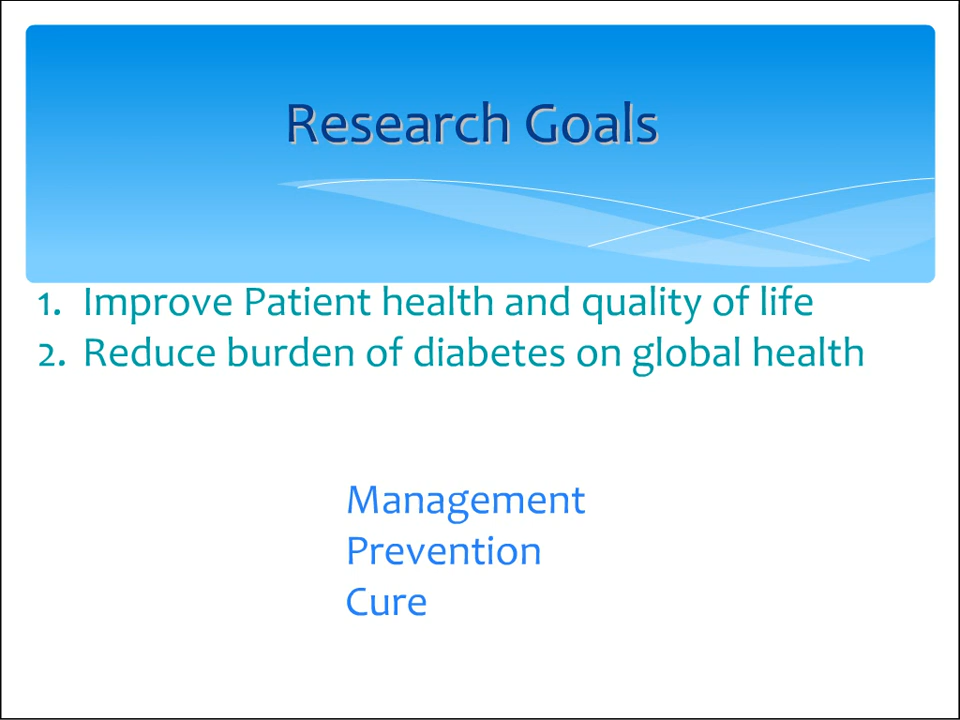 Research Goals
1. Improve Patient health and quality of life
2. Reduce burden of diabetes on global health
Management
Prevention
Cure